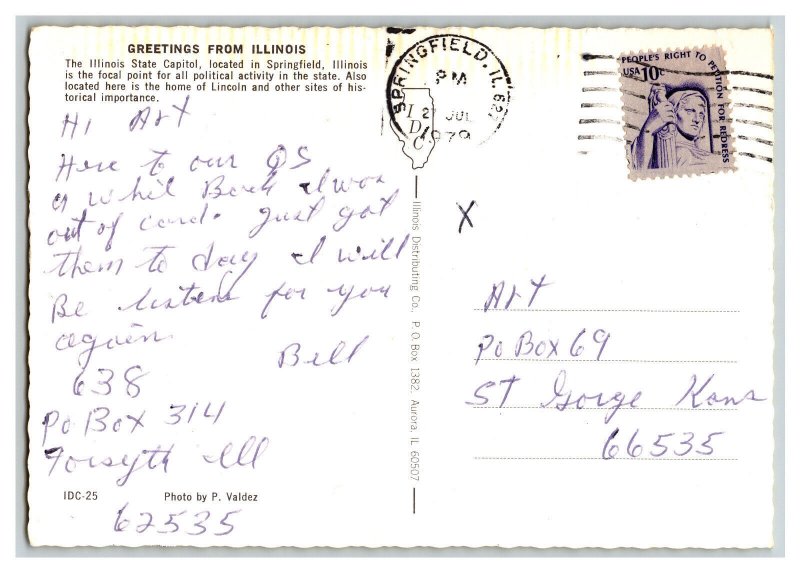 GREETINGS FROM ILLINOIS
The Illinois State Capitol, located in Springfield, Illinois
is the focal point for all political activity in the state. Also
located here is the home of Lincoln and other sites of his-
torical importance.
Hi Art
Here to our QS
a whil Back I was
out of card. Just got
them to day I will
Be listen for you
again
Bill
638
PO Box 314
Forsyth Ill
62535
IDC-25 Photo by P. Valdez
Illinois Distributing Co., P. O. Box 1382, Aurora, IL 60507
IDC
SPRINGFIELD, IL 627
PM
21 JUL
1979
PEOPLE'S RIGHT TO PETITION FOR REDRESS
USA 10c
X
Art
Po Box 69
ST Gorge Kans
66535